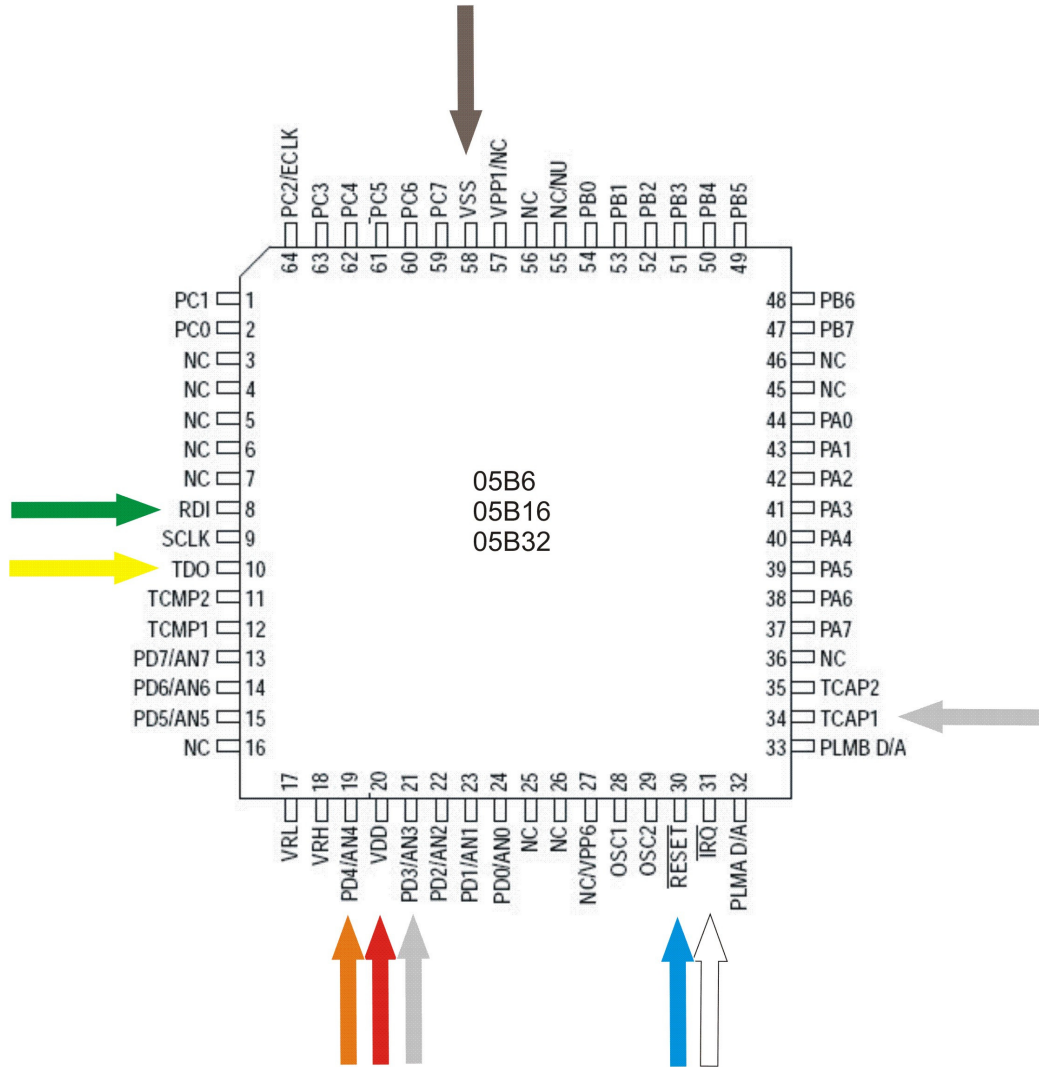 PC2/ECLK
PC3
PC4
PC5
PC6
PC7
VSS
VPP1/NC
NC
NC/NU
PB0
PB1
PB2
PB3
PB4
PB5
64 63 62 61 60 59 58 57 56 55 54 53 52 51 50 49
PC1 1
PC0 2
NC 3
NC 4
NC 5
NC 6
NC 7
RDI 8
SCLK 9
TDO 10
TCMP2 11
TCMP1 12
PD7/AN7 13
PD6/AN6 14
PD5/AN5 15
NC 16
05B6
05B16
05B32
48 PB6
47 PB7
46 NC
45 NC
44 PA0
43 PA1
42 PA2
41 PA3
40 PA4
39 PA5
38 PA6
37 PA7
36 NC
35 TCAP2
34 TCAP1
33 PLMB D/A
17 18 19 20 21 22 23 24 25 26 27 28 29 30 31 32
VRL
VRH
PD4/AN4
VDD
PD3/AN3
PD2/AN2
PD1/AN1
PD0/AN0
NC
NC
NC/VPP6
OSC1
OSC2
RESET
IRQ
PLMA D/A